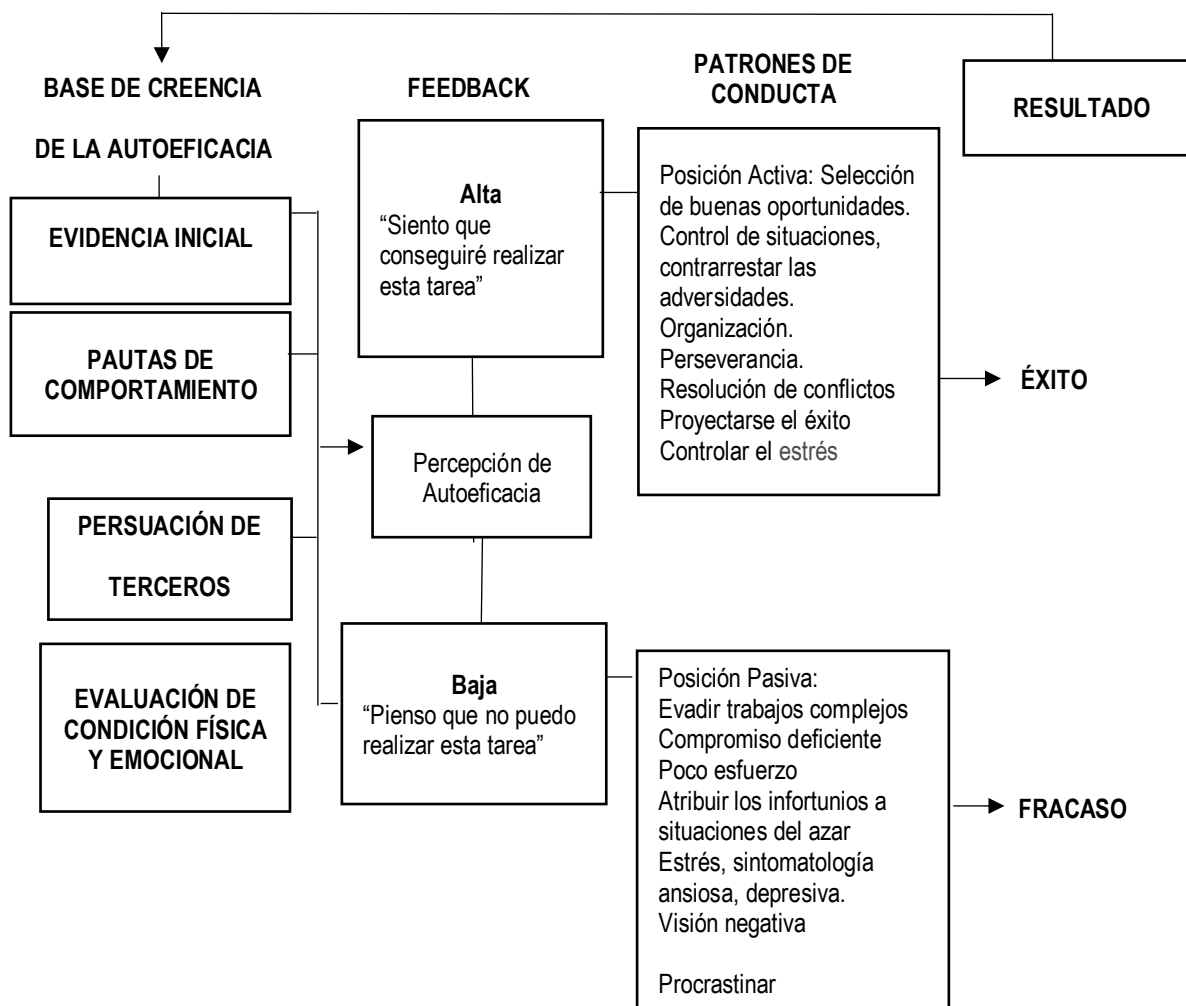 BASE DE CREENCIA
DE LA AUTOEFICACIA
EVIDENCIA INICIAL
PAUTAS DE
COMPORTAMIENTO
PERSUACIÓN DE
TERCEROS
EVALUACIÓN DE
CONDICIÓN FÍSICA
Y EMOCIONAL
FEEDBACK
Alta
“Siento que
conseguiré realizar
esta tarea”
Percepción de
Autoeficacia
Baja
“Pienso que no puedo
realizar esta tarea”
PATRONES DE
CONDUCTA
Posición Activa: Selección
de buenas oportunidades.
Control de situaciones,
contrarrestar las
adversidades.
Organización.
Perseverancia.
Resolución de conflictos
Proyectarse el éxito
Controlar el estrés
Posición Pasiva:
Evadir trabajos complejos
Compromiso deficiente
Poco esfuerzo
Atribuir los infortunios a
situaciones del azar
Estrés, sintomatología
ansiosa, depresiva.
Visión negativa
Procrastinar
RESULTADO
ÉXITO
FRACASO